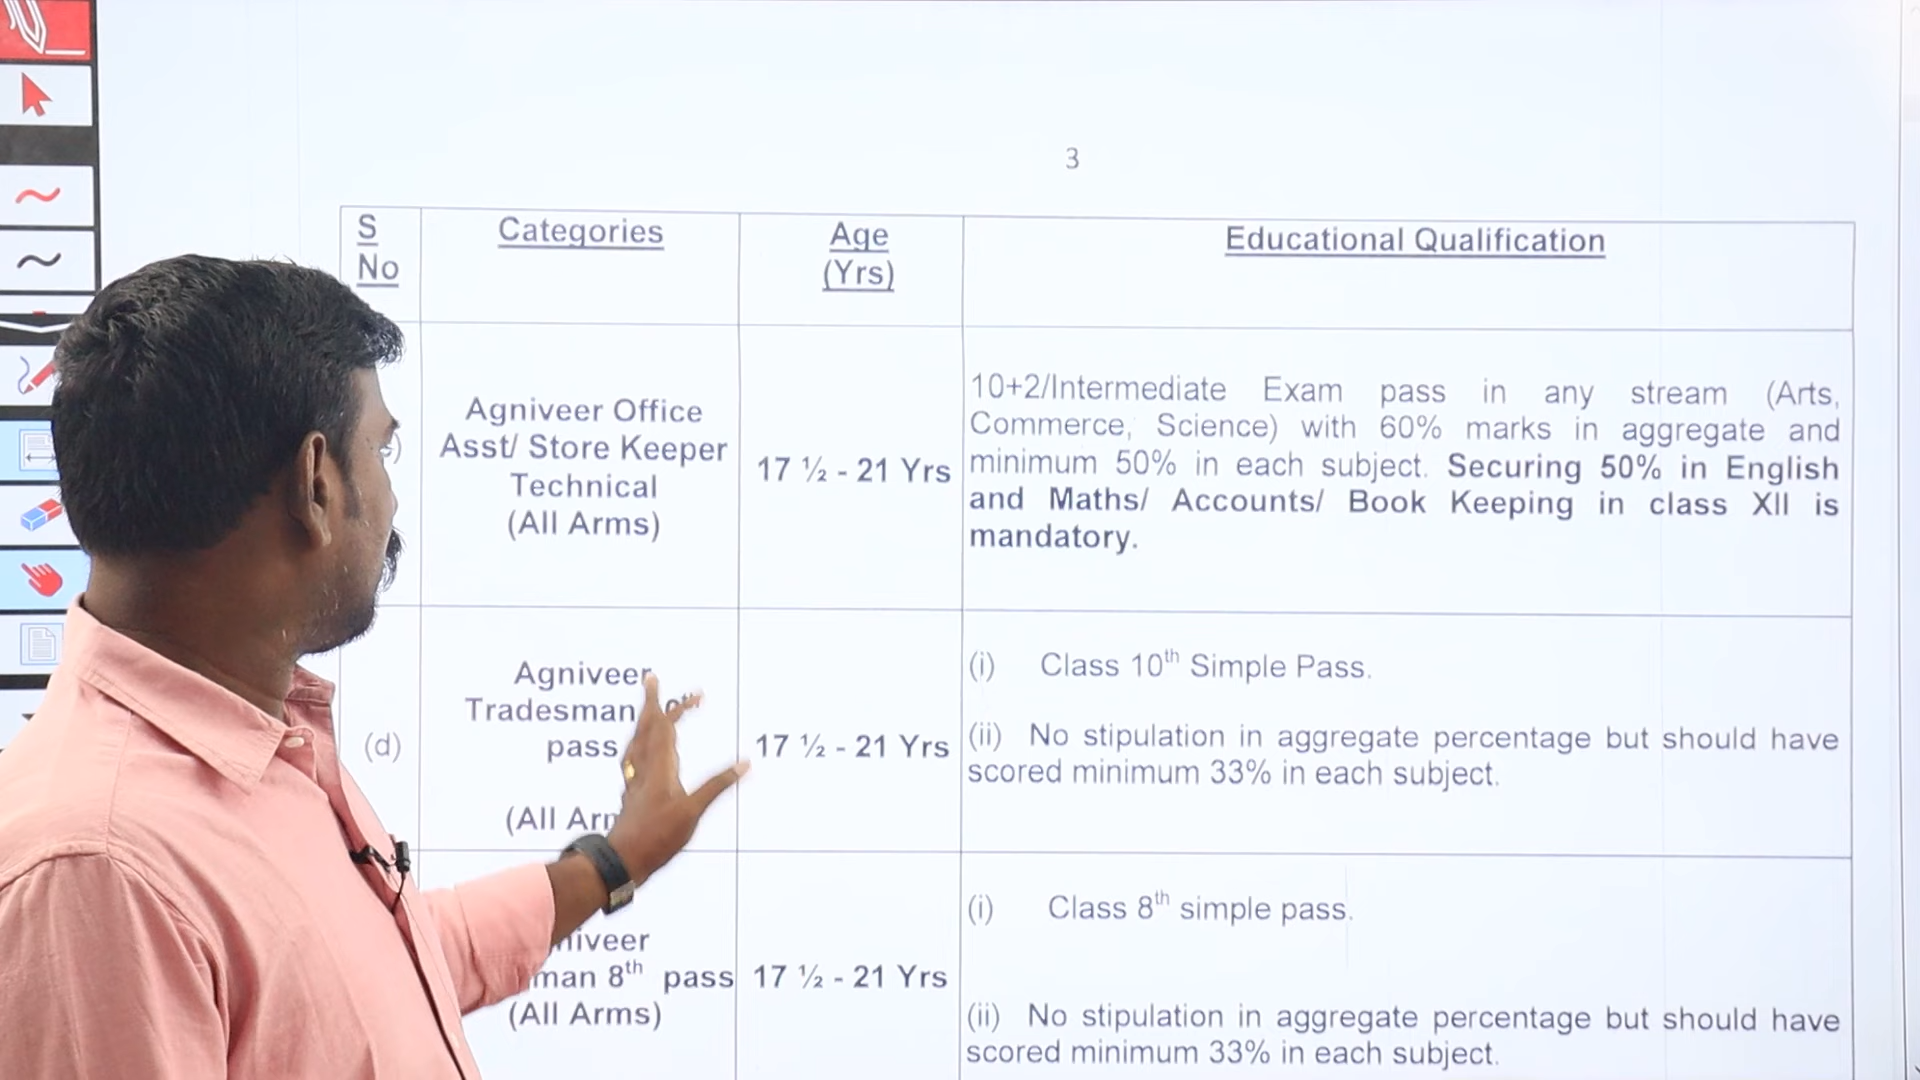 3
S
No
Categories
Age
(Yrs)
Educational Qualification
)
Agniveer Office
Asst/ Store Keeper
Technical
(All Arms)
17 ½ - 21 Yrs
10+2/Intermediate Exam pass in any stream (Arts,
Commerce, Science) with 60% marks in aggregate and
minimum 50% in each subject. Securing 50% in English
and Maths/ Accounts/ Book Keeping in class XII is
mandatory.
(d)
Agniveer
Tradesman
pass
(All
17 ½ - 21 Yrs
(i) Class 10th Simple Pass.
(ii) No stipulation in aggregate percentage but should have
scored minimum 33% in each subject.
8th pass
(All Arms)
17 ½ - 21 Yrs
(i) Class 8th simple pass.
(ii) No stipulation in aggregate percentage but should have
scored minimum 33% in each subject.